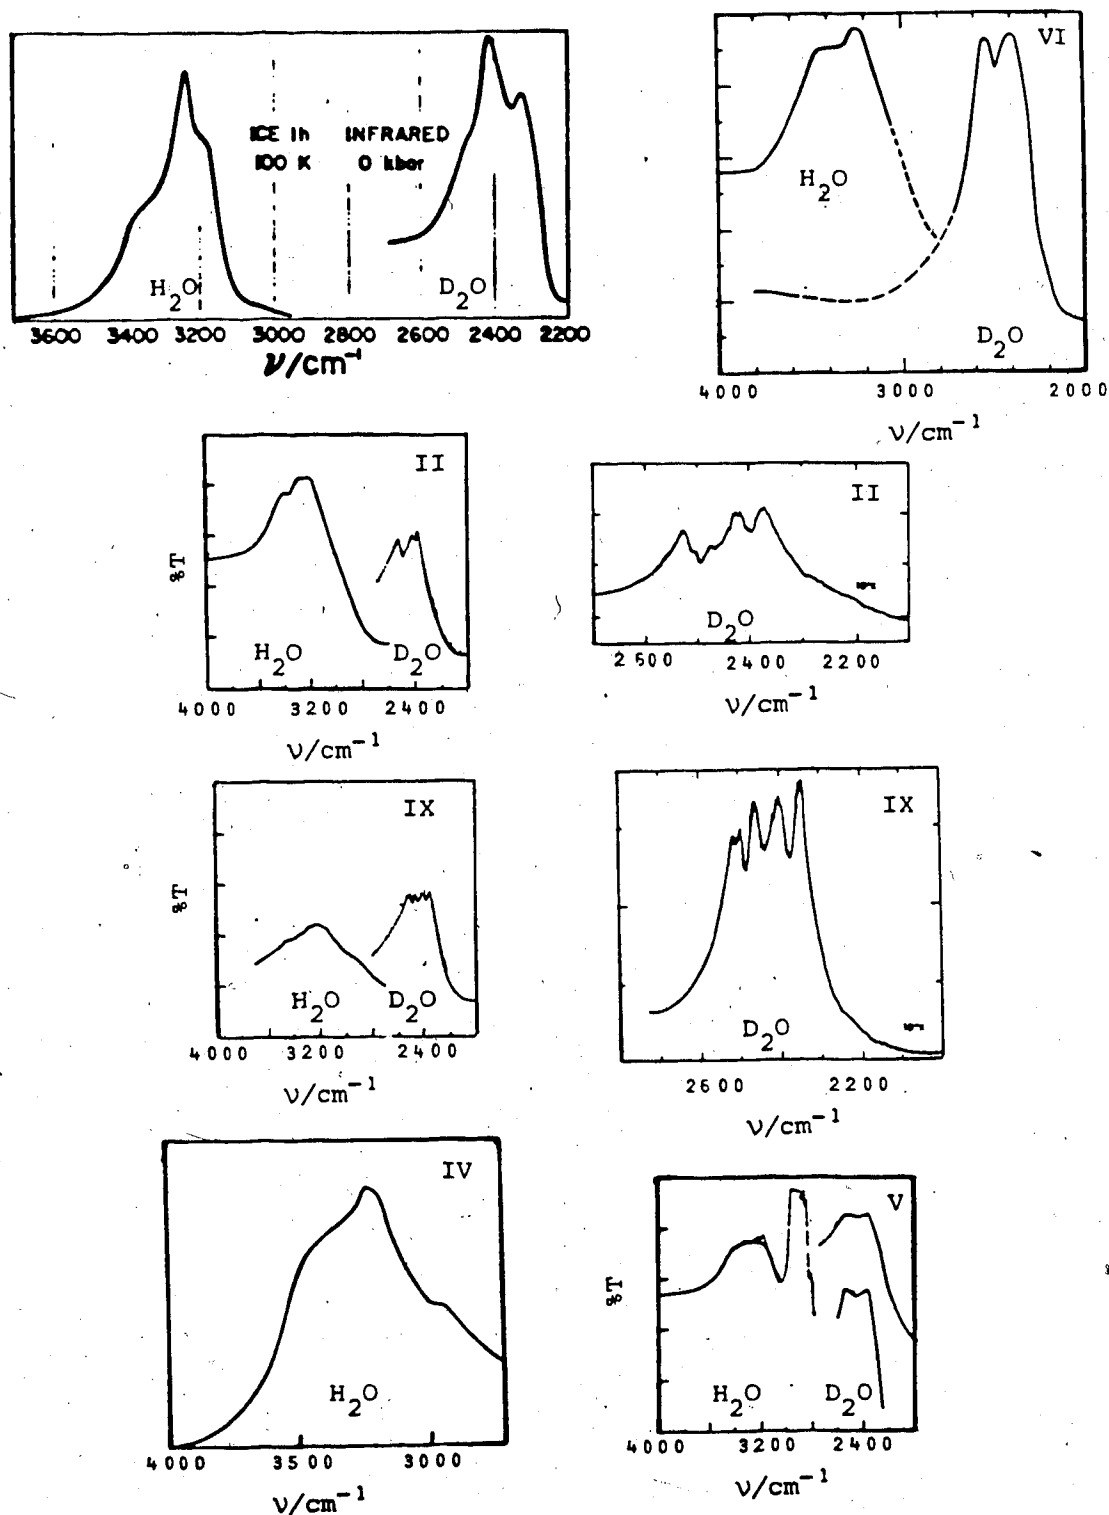 ICE Ih INFRARED
100 K 0 kbar
H2O D2O
3600 3200 3000 2800 2600 2400 2200
ν/cm-1
VI
H2O
D2O
4000 3000 2000
ν/cm-1
II
%T
H2O D2O
4000 3200 2400
ν/cm-1
II
D2O
2600 2400 2200
ν/cm-1
IX
%T
H2O D2O
4000 3200 2400
ν/cm-1
IX
D2O
2600 2200
ν/cm-1
IV
H2O
4000 3500 3000
ν/cm-1
V
%T
H2O D2O
4000 3200 2400
ν/cm-1